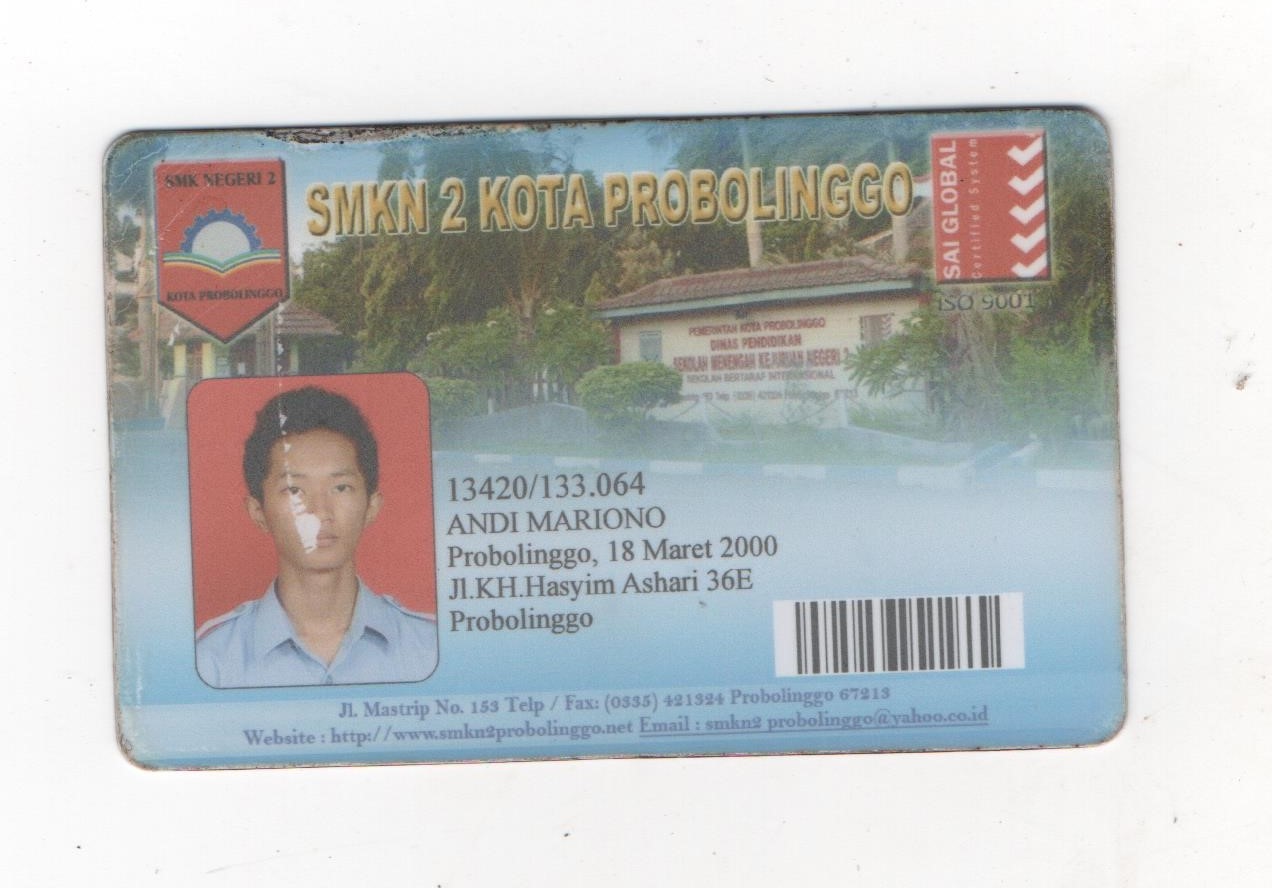 SMK NEGERI 2
KOTA PROBOLINGGO
SMKN 2 KOTA PROBOLINGGO
SAI GLOBAL
Certified System
ISO 9001
PEMERINTAH KOTA PROBOLINGGO
DINAS PENDIDIKAN
SEKOLAH MENENGAH KEJURUAN NEGERI 2
SEKOLAH BERTARAF INTERNASIONAL
13420/133.064
ANDI MARIONO
Probolinggo, 18 Maret 2000
Jl.KH.Hasyim Ashari 36E
Probolinggo
Jl. Mastrip No. 153 Telp / Fax: (0335) 421324 Probolinggo 67213
Website : http://www.smkn2probolinggo.net Email : smkn2 probolinggo@yahoo.co.id